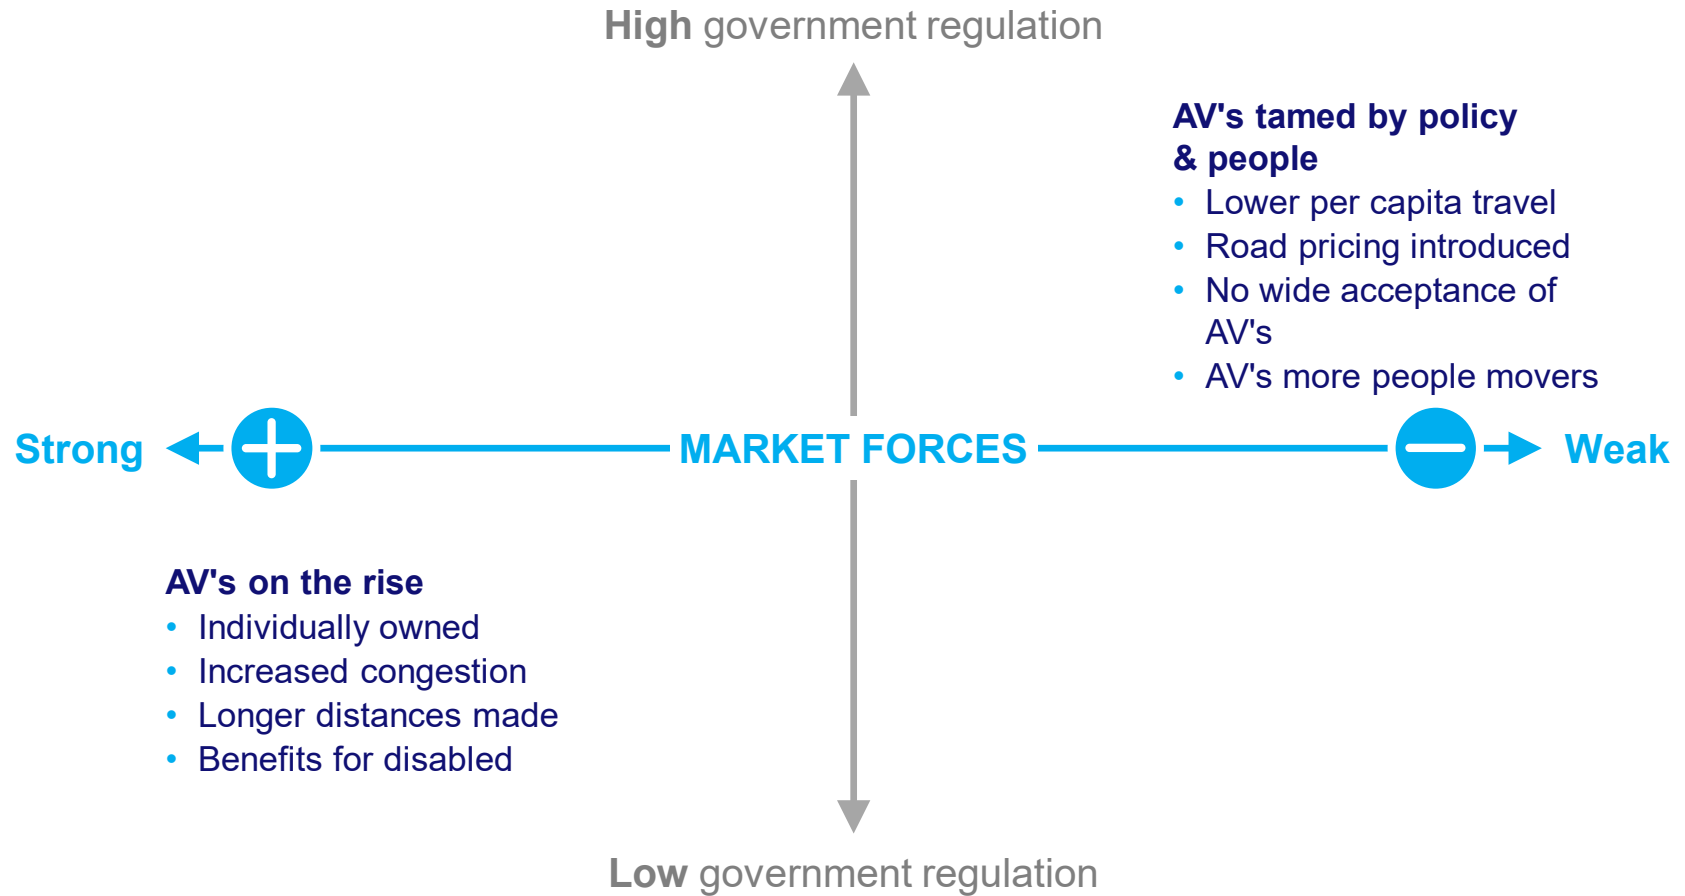 High government regulation
AV's tamed by policy
& people
• Lower per capita travel
• Road pricing introduced
• No wide acceptance of
AV's
• AV's more people movers
Strong
MARKET FORCES
Weak
AV's on the rise
• Individually owned
• Increased congestion
• Longer distances made
• Benefits for disabled
Low government regulation